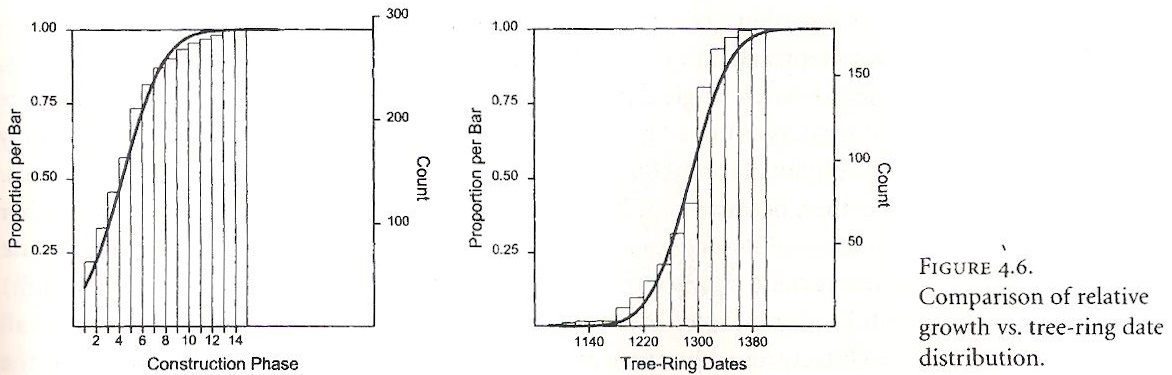 1.00
0.75
0.50
0.25
Proportion per Bar
300
200
100
Count
2 4 6 8 10 12 14
Construction Phase
1.00
0.75
0.50
0.25
Proportion per Bar
150
100
50
Count
1140 1220 1300 1380
Tree-Ring Dates
FIGURE 4.6.
Comparison of relative
growth vs. tree-ring date
distribution.